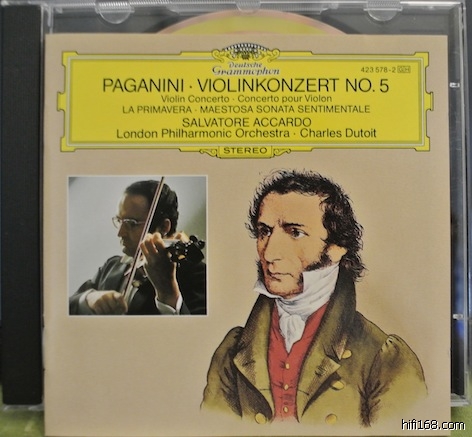 Deutsche
Grammophon
423 578-2
PAGANINI · VIOLINKONZERT NO. 5
Violin Concerto · Concerto pour Violon
LA PRIMAVERA · MAESTOSA SONATA SENTIMENTALE
SALVATORE ACCARDO
London Philharmonic Orchestra · Charles Dutoit
STEREO
hifi168.com